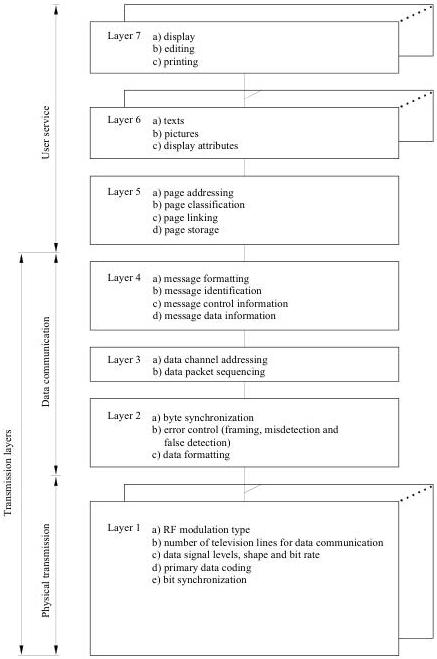 Layer 7 a) display
b) editing
c) printing
Layer 6 a) texts
b) pictures
c) display attributes
Layer 5 a) page addressing
b) page classification
c) page linking
d) page storage
Layer 4 a) message formatting
b) message identification
c) message control information
d) message data information
Layer 3 a) data channel addressing
b) data packet sequencing
Layer 2 a) byte synchronization
b) error control (framing, misdetection and
false detection)
c) data formatting
Layer 1 a) RF modulation type
b) number of television lines for data communication
c) data signal levels, shape and bit rate
d) primary data coding
e) bit synchronization
User service
Data communication
Physical transmission
Transmission layers